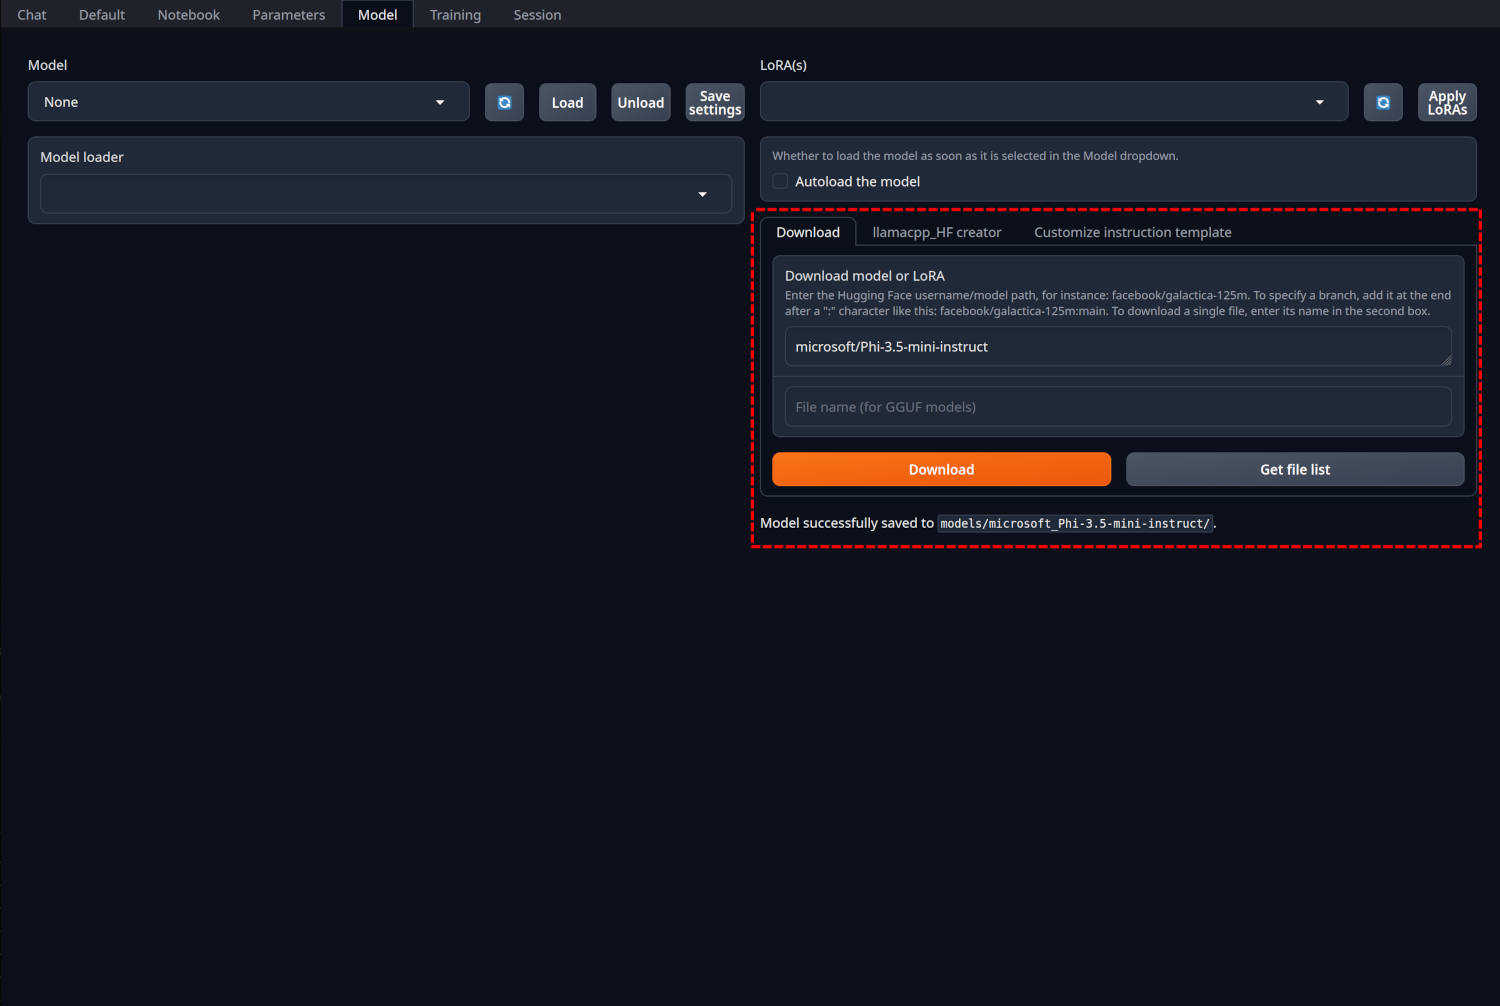 Chat Default Notebook Parameters Model Training Session
Model
None
Load
Unload
Save
settings
Model loader
LoRA(s)
Apply
LoRAs
Whether to load the model as soon as it is selected in the Model dropdown.
Autoload the model
Download llamacpp_HF creator Customize instruction template
Download model or LoRA
Enter the Hugging Face username/model path, for instance: facebook/galactica-125m. To specify a branch, add it at the end
after a ":" character like this: facebook/galactica-125m:main. To download a single file, enter its name in the second box.
microsoft/Phi-3.5-mini-instruct
File name (for GGUF models)
Download Get file list
Model successfully saved to models/microsoft_Phi-3.5-mini-instruct/.